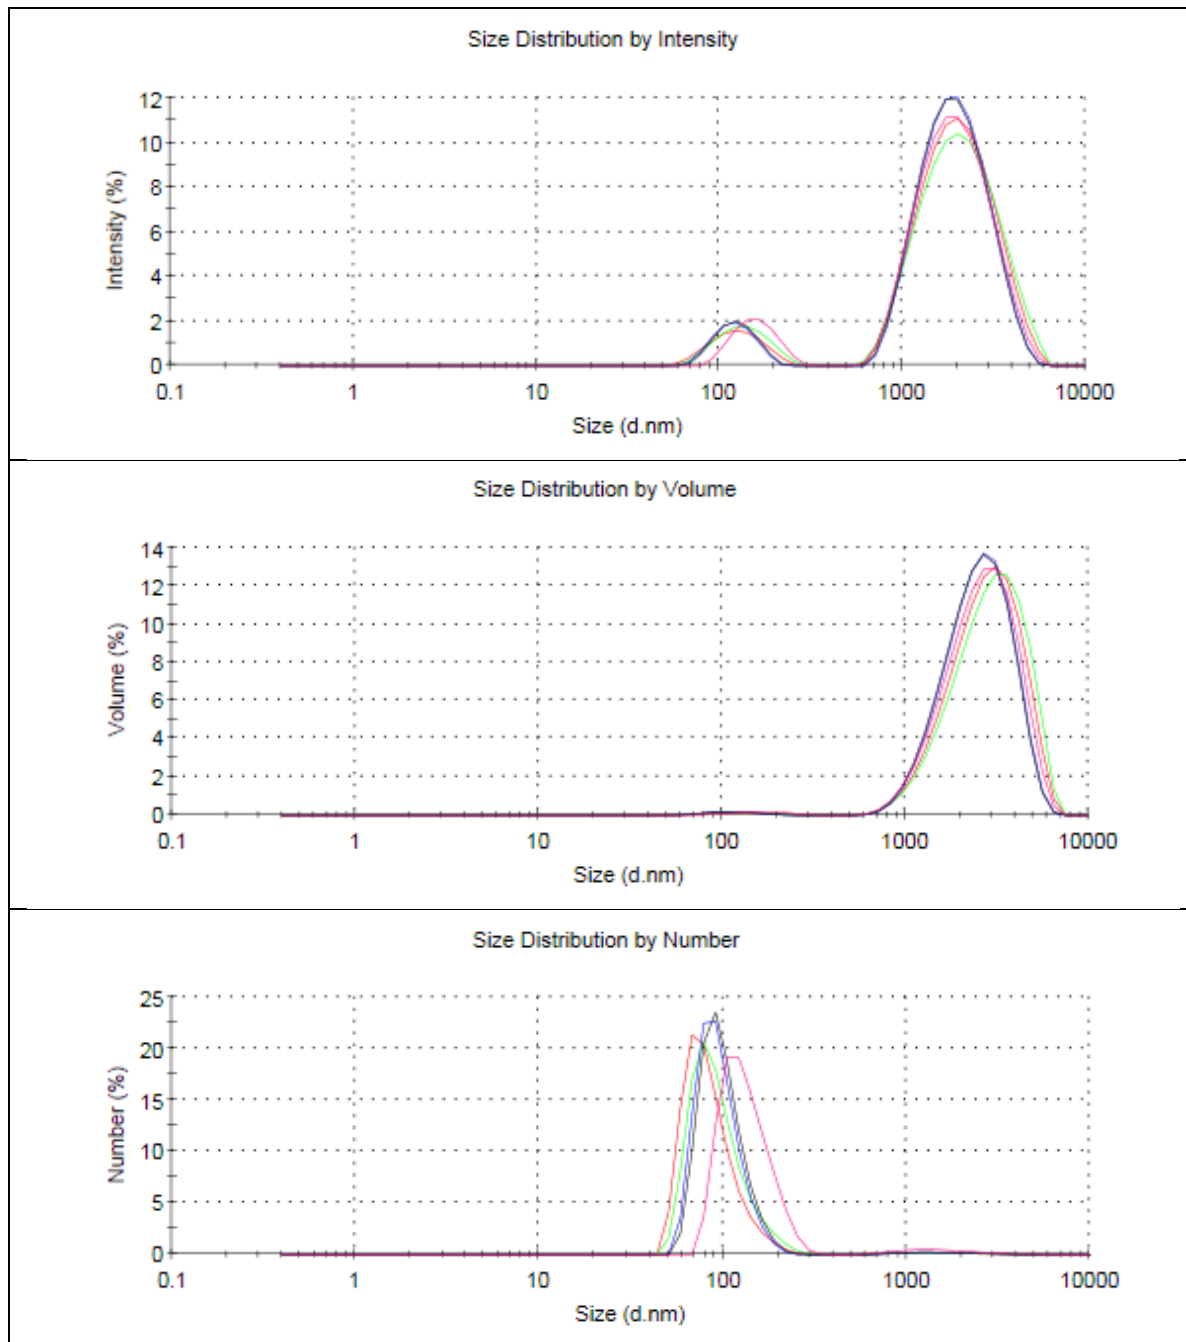 Size Distribution by Intensity
12
10
8
6
4
2
0
Intensity (%)
0.1 1 10 100 1000 10000
Size (d.nm)
Size Distribution by Volume
14
12
10
8
6
4
2
0
Volume (%)
0.1 1 10 100 1000 10000
Size (d.nm)
Size Distribution by Number
25
20
15
10
5
0
Number (%)
0.1 1 10 100 1000 10000
Size (d.nm)